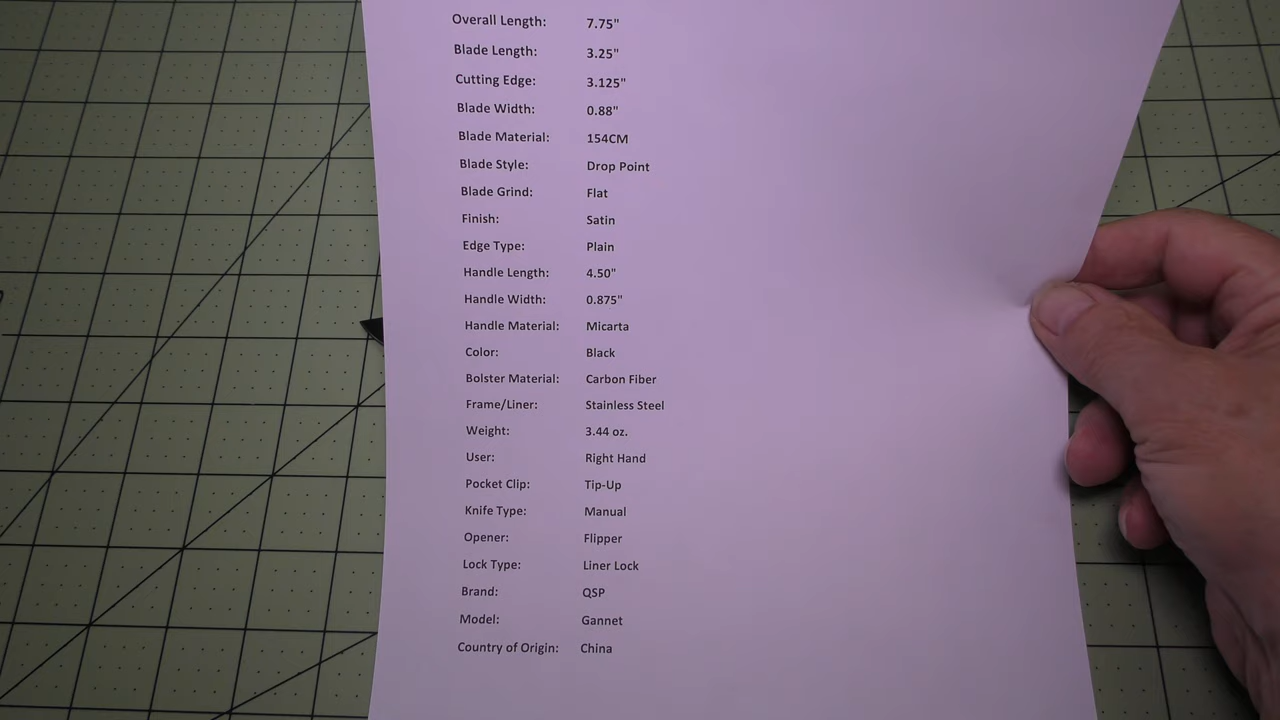 Overall Length: 7.75"
Blade Length: 3.25"
Cutting Edge: 3.125"
Blade Width: 0.88"
Blade Material: 154CM
Blade Style: Drop Point
Blade Grind: Flat
Finish: Satin
Edge Type: Plain
Handle Length: 4.50"
Handle Width: 0.875"
Handle Material: Micarta
Color: Black
Bolster Material: Carbon Fiber
Frame/Liner: Stainless Steel
Weight: 3.44 oz.
User: Right Hand
Pocket Clip: Tip-Up
Knife Type: Manual
Opener: Flipper
Lock Type: Liner Lock
Brand: QSP
Model: Gannet
Country of Origin: China